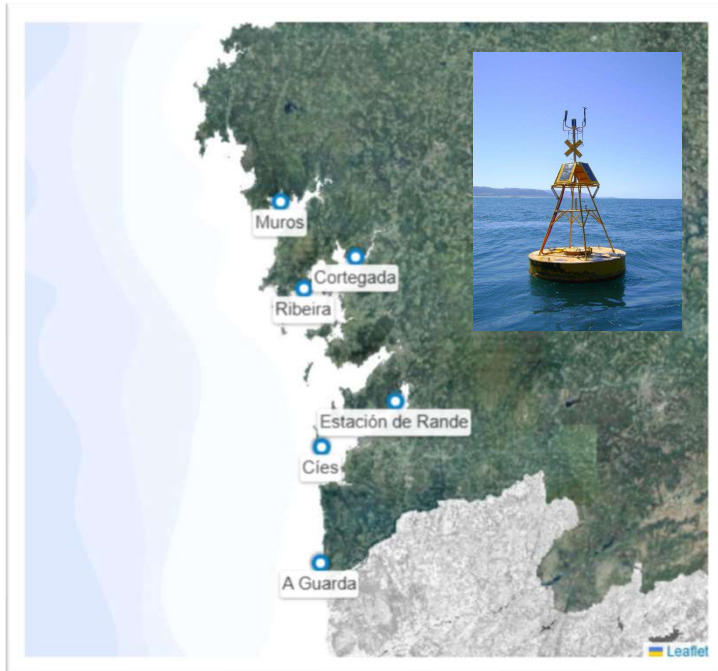 Muros
Cortegada
Ribeira
Estación de Rande
Cíes
A Guarda
Leaflet